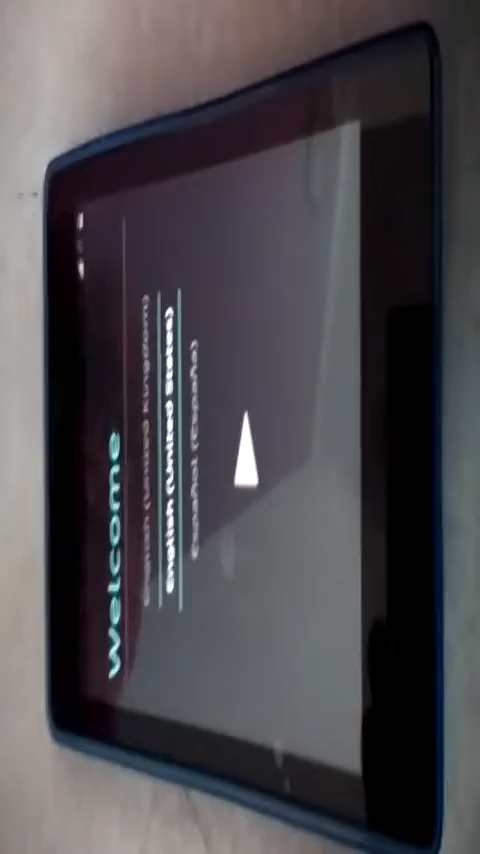 Welcome
English (United Kingdom)
English (United States)
Español (España)